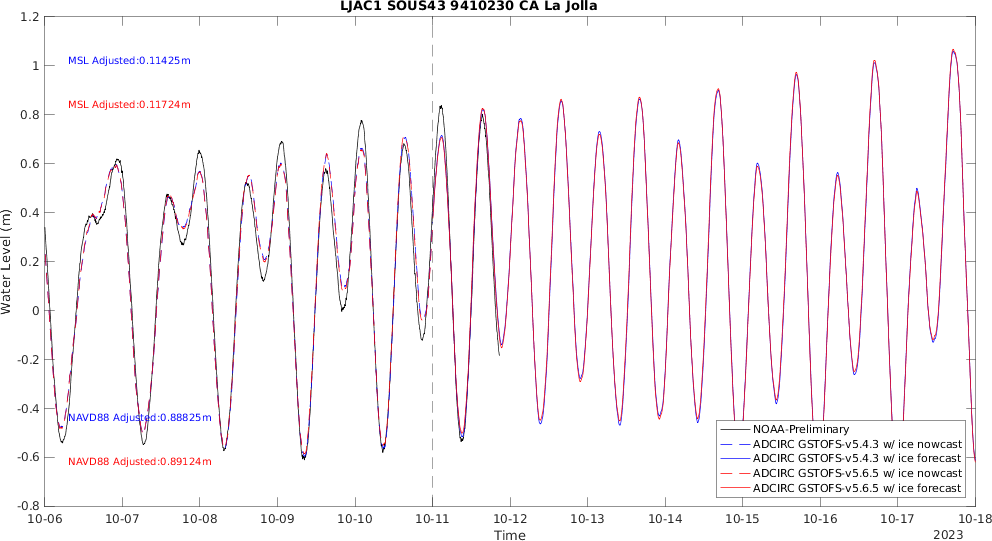 LJAC1 SOUS43 9410230 CA La Jolla
1.2
1
0.8
0.6
0.4
0.2
0
-0.2
-0.4
-0.6
-0.8
Water Level (m)
MSL Adjusted:0.11425m
MSL Adjusted:0.11724m
NAVD88 Adjusted:0.88825m
NAVD88 Adjusted:0.89124m
NOAA-Preliminary
ADCIRC GSTOFS-v5.4.3 w/ ice nowcast
ADCIRC GSTOFS-v5.4.3 w/ ice forecast
ADCIRC GSTOFS-v5.6.5 w/ ice nowcast
ADCIRC GSTOFS-v5.6.5 w/ ice forecast
10-06 10-07 10-08 10-09 10-10 10-11 10-12 10-13 10-14 10-15 10-16 10-17 10-18
Time
2023